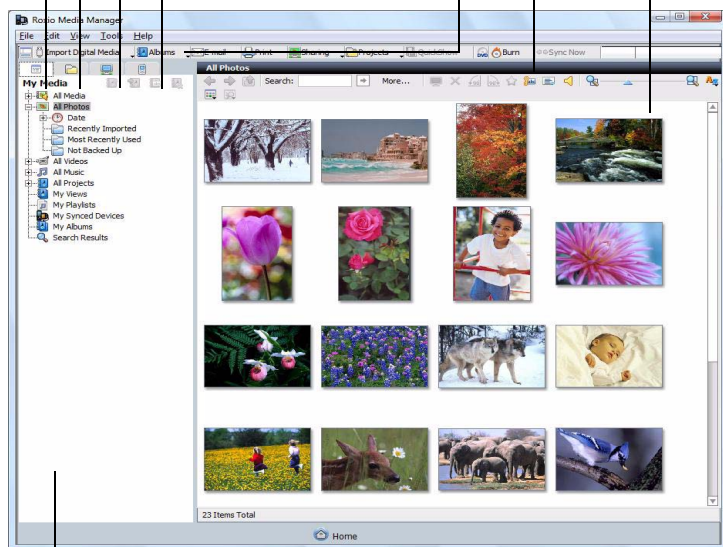 Roxio Media Manager
File Edit View Tools Help
Import Digital Media Albums E-mail Print Sharing Projects QuickShow DVD Burn Sync Now
All Photos
My Media
Search: More...
All Media
All Photos
Date
Recently Imported
Most Recently Used
Not Backed Up
All Videos
All Music
All Projects
My Views
My Playlists
My Synced Devices
My Albums
Search Results
23 Items Total
Home